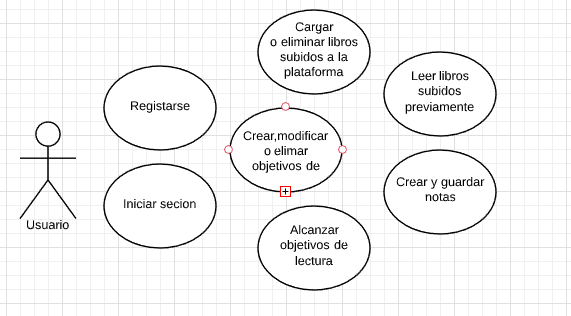 Cargar
o eliminar libros
subidos a la
plataforma
Leer libros
subidos
previamente
Registarse
Crear,modificar
o elimar
objetivos de
Crear y guardar
notas
Iniciar secion
Usuario
Alcanzar
objetivos de
lectura